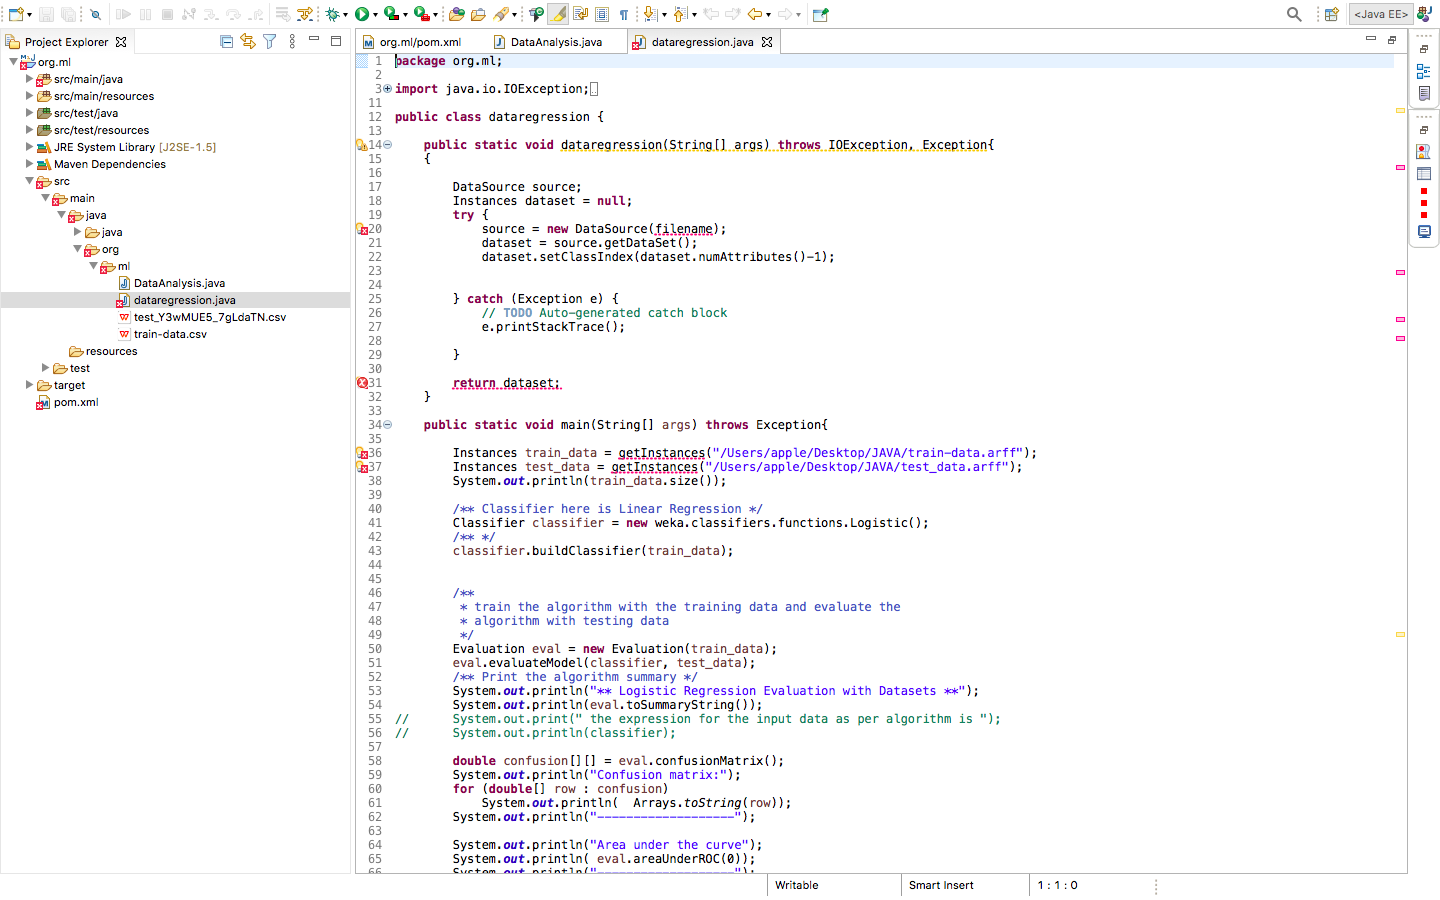 <Java EE>
Project Explorer
org.ml
src/main/java
src/main/resources
src/test/java
src/test/resources
JRE System Library [J2SE-1.5]
Maven Dependencies
src
main
java
java
org
ml
DataAnalysis.java
dataregression.java
test_Y3wMUE5_7gLdaTN.csv
train-data.csv
resources
test
target
pom.xml
org.ml/pom.xml
DataAnalysis.java
dataregression.java
1 package org.ml;
2
3 import java.io.IOException;
11
12 public class dataregression {
13
14 public static void dataregression(String[] args) throws IOException, Exception{
15 {
16
17 DataSource source;
18 Instances dataset = null;
19 try {
20 source = new DataSource(filename);
21 dataset = source.getDataSet();
22 dataset.setClassIndex(dataset.numAttributes()-1);
23
24
25 } catch (Exception e) {
26 // TODO Auto-generated catch block
27 e.printStackTrace();
28
29 }
30
31 return dataset;
32 }
33
34 public static void main(String[] args) throws Exception{
35
36 Instances train_data = getInstances("/Users/apple/Desktop/JAVA/train-data.arff");
37 Instances test_data = getInstances("/Users/apple/Desktop/JAVA/test_data.arff");
38 System.out.println(train_data.size());
39
40 /** Classifier here is Linear Regression */
41 Classifier classifier = new weka.classifiers.functions.Logistic();
42 /** */
43 classifier.buildClassifier(train_data);
44
45
46 /**
47 * train the algorithm with the training data and evaluate the
48 * algorithm with testing data
49 */
50 Evaluation eval = new Evaluation(train_data);
51 eval.evaluateModel(classifier, test_data);
52 /** Print the algorithm summary */
53 System.out.println("** Logistic Regression Evaluation with Datasets **");
54 System.out.println(eval.toSummaryString());
55 // System.out.print(" the expression for the input data as per algorithm is ");
56 // System.out.println(classifier);
57
58 double confusion[][] = eval.confusionMatrix();
59 System.out.println("Confusion matrix:");
60 for (double[] row : confusion)
61 System.out.println( Arrays.toString(row));
62 System.out.println("-------------------");
63
64 System.out.println("Area under the curve");
65 System.out.println( eval.areaUnderROC(0));
66 System.out.println("-------------------");
Writable
Smart Insert
1 : 1 : 0